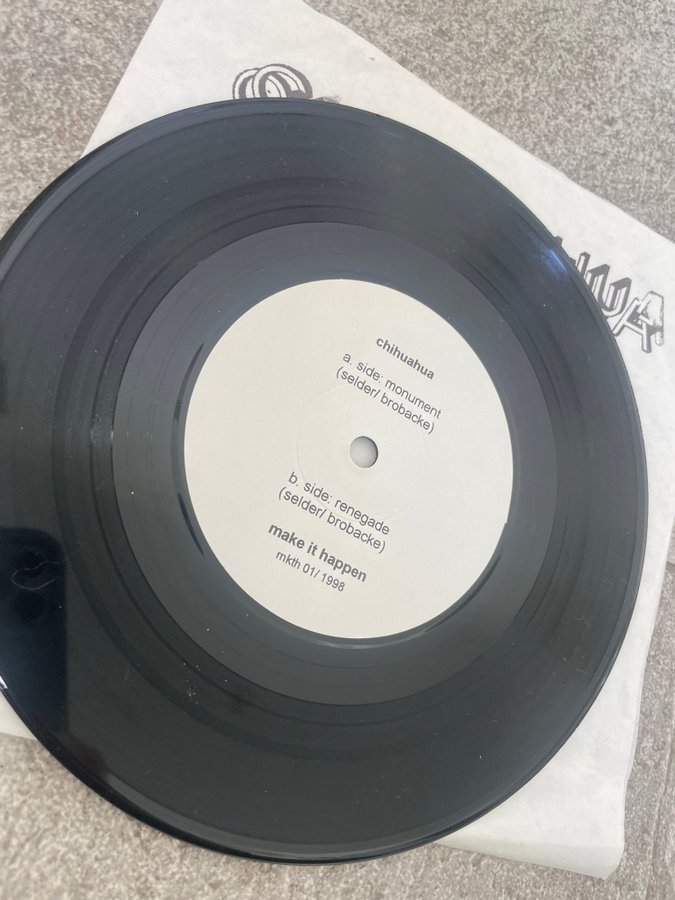 chihuahua
a. side: monument
(selder/ brobacke)
b. side: renegade
(selder/ brobacke)
make it happen
mkth 01/ 1998